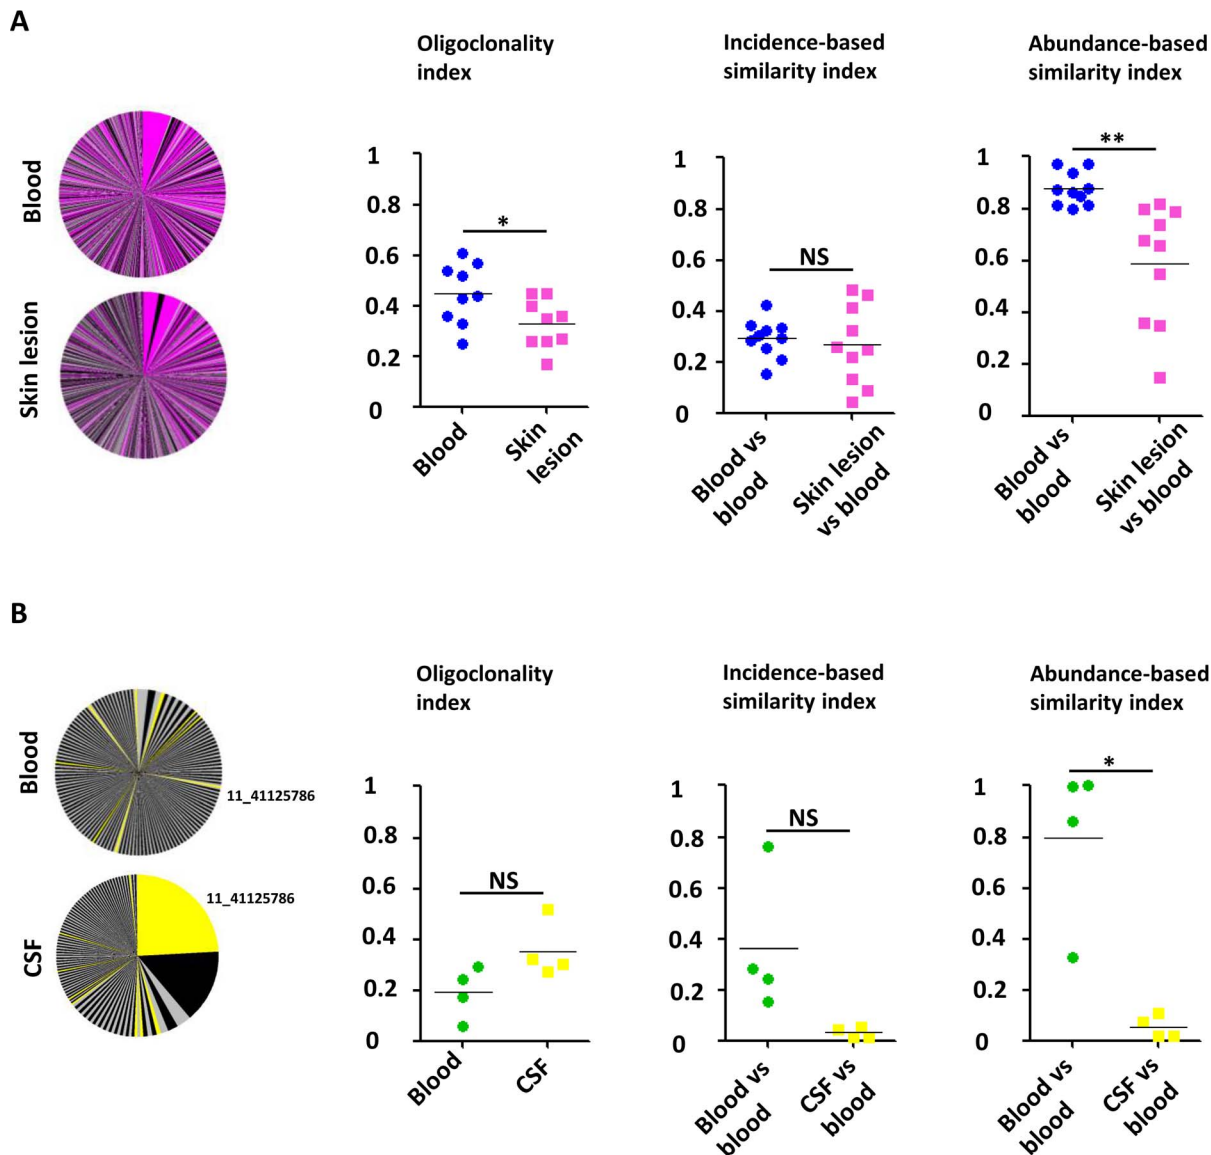 A
Oligoclonality
index
Incidence-based
similarity index
Abundance-based
similarity index
Blood
Skin lesion
1
0.8
0.6
0.4
0.2
0
*
Blood
Skin
lesion
1
0.8
0.6
0.4
0.2
0
NS
Blood vs
blood
Skin lesion
vs blood
1
0.8
0.6
0.4
0.2
0
**
Blood vs
blood
Skin lesion
vs blood
B
Oligoclonality
index
Incidence-based
similarity index
Abundance-based
similarity index
Blood
11_41125786
CSF
11_41125786
1
0.8
0.6
0.4
0.2
0
NS
Blood
CSF
1
0.8
0.6
0.4
0.2
0
NS
Blood vs
blood
CSF vs
blood
1
0.8
0.6
0.4
0.2
0
*
Blood vs
blood
CSF vs
blood